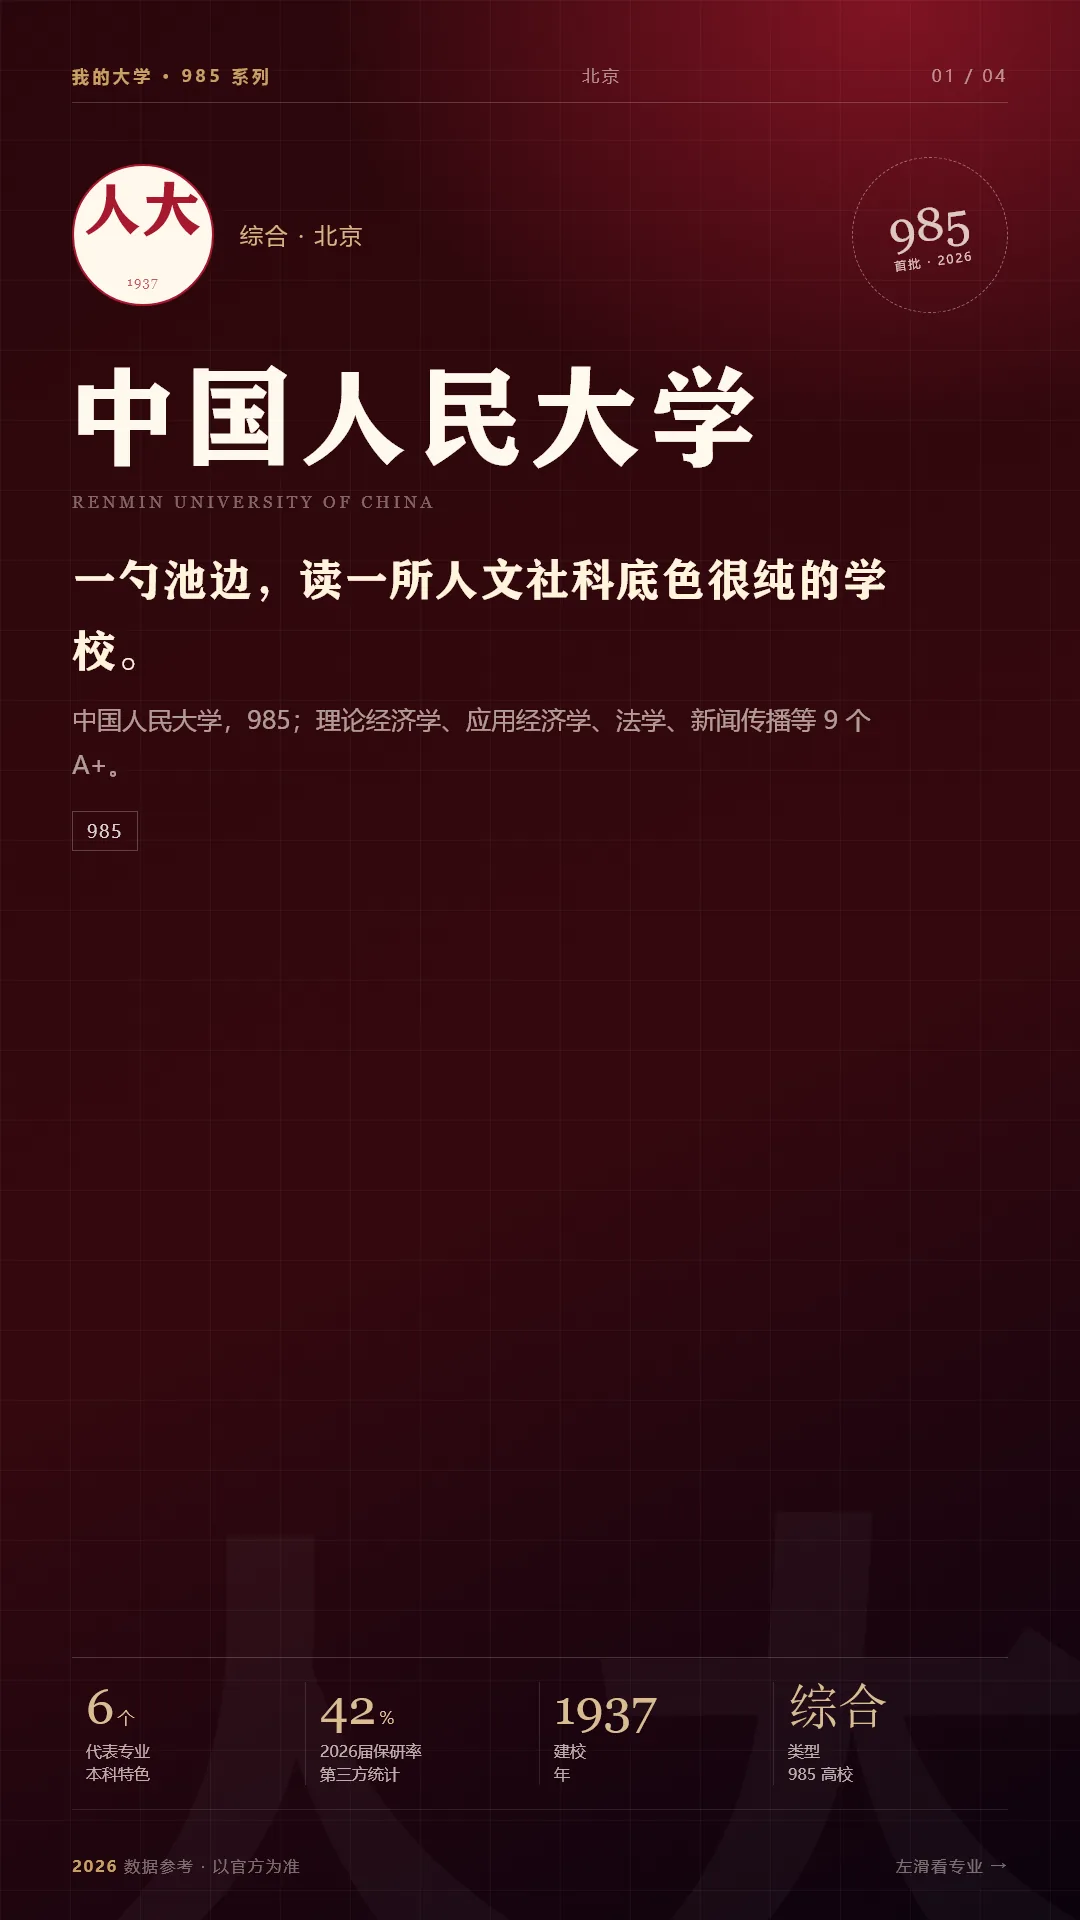 我的大学 · 985 系列
北京
01 / 04
人大
1937
综合 · 北京
985
首批 · 2026
中国人民大学
RENMIN UNIVERSITY OF CHINA
一勺池边，读一所人文社科底色很纯的学
校。
中国人民大学，985；理论经济学、应用经济学、法学、新闻传播等 9 个
A+。
985
6个
代表专业
本科特色
42%
2026届保研率
第三方统计
1937
建校
年
综合
类型
985 高校
2026 数据参考 · 以官方为准
左滑看专业 →
人大